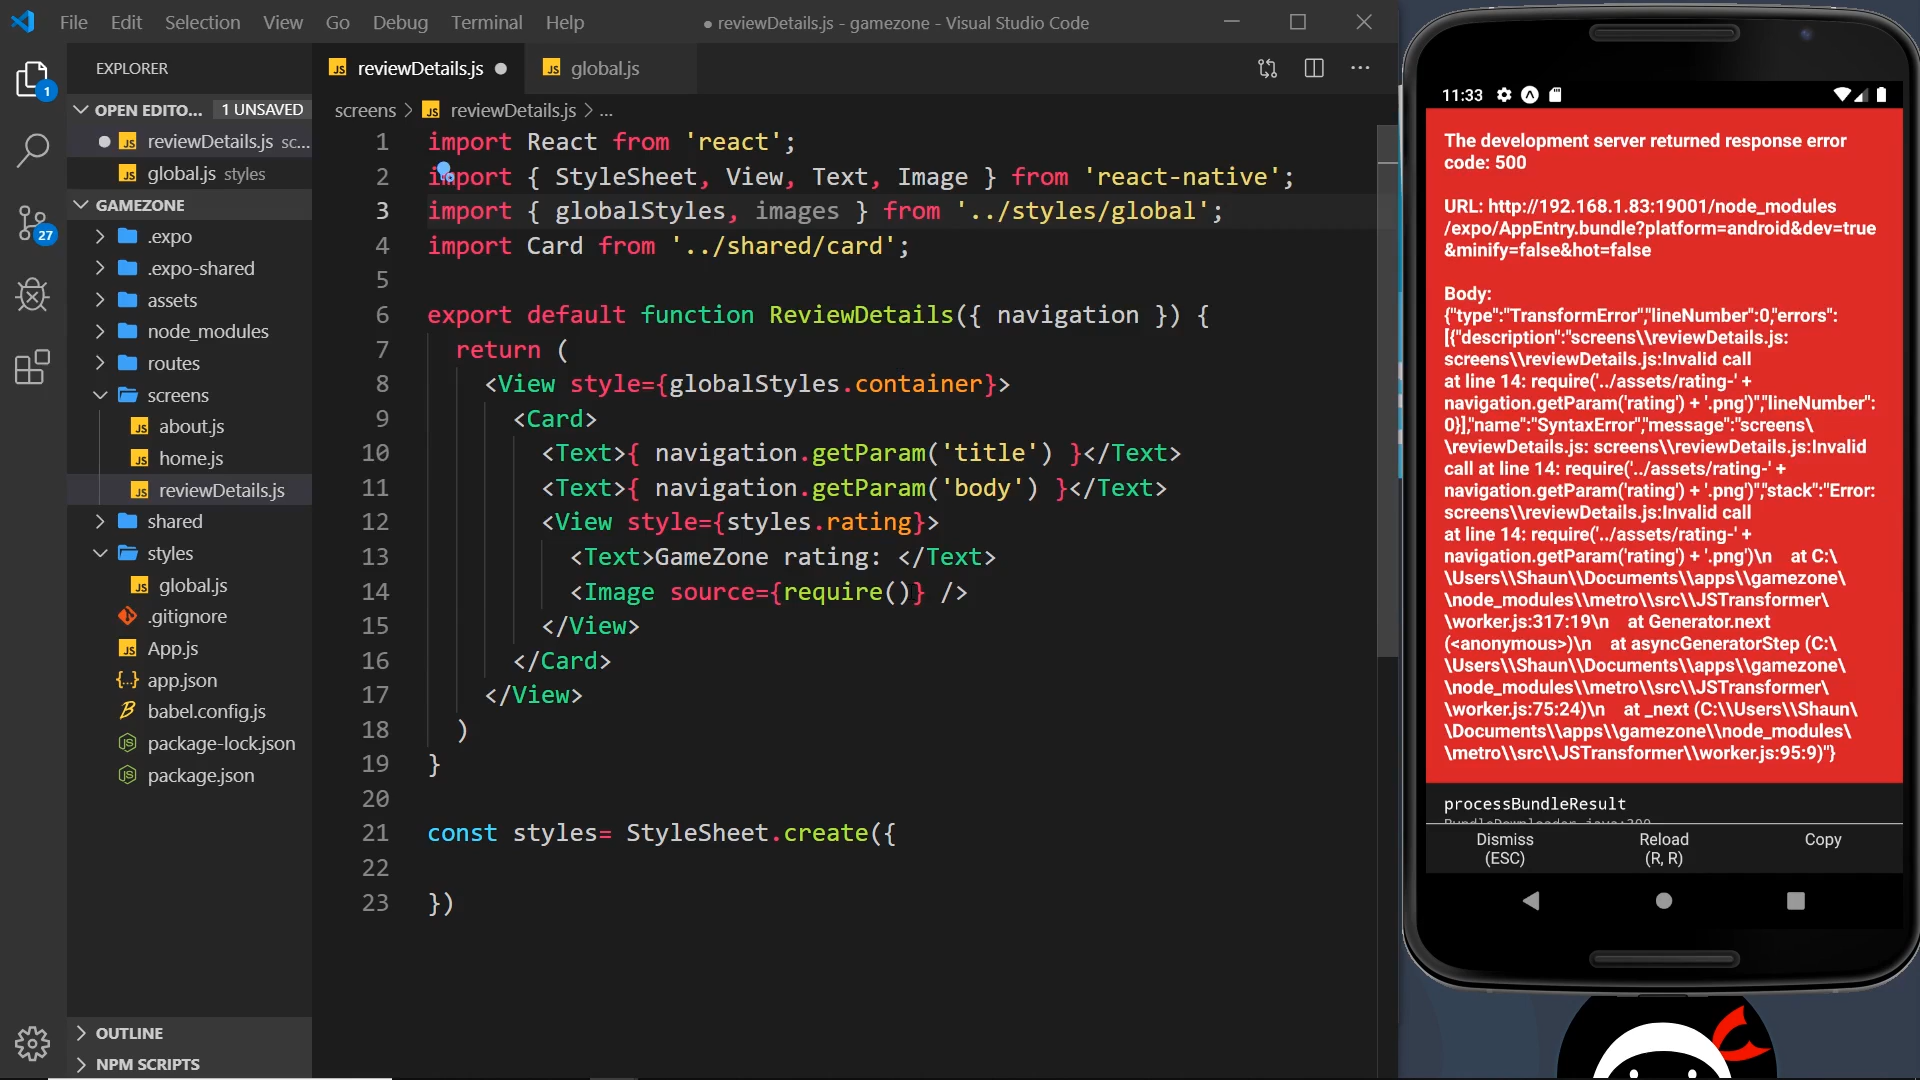 File Edit Selection View Go Debug Terminal Help
● reviewDetails.js - gamezone - Visual Studio Code
EXPLORER
OPEN EDITO... 1 UNSAVED
reviewDetails.js sc...
global.js styles
GAMEZONE
.expo
.expo-shared
assets
node_modules
routes
screens
about.js
home.js
reviewDetails.js
shared
styles
global.js
.gitignore
App.js
app.json
babel.config.js
package-lock.json
package.json
OUTLINE
NPM SCRIPTS
1
27
reviewDetails.js ●
global.js
screens > reviewDetails.js > ...
1 import React from 'react';
2 import { StyleSheet, View, Text, Image } from 'react-native';
3 import { globalStyles, images } from '../styles/global';
4 import Card from '../shared/card';
5
6 export default function ReviewDetails({ navigation }) {
7 return (
8 <View style={globalStyles.container}>
9 <Card>
10 <Text>{ navigation.getParam('title') }</Text>
11 <Text>{ navigation.getParam('body') }</Text>
12 <View style={styles.rating}>
13 <Text>GameZone rating: </Text>
14 <Image source={require()} />
15 </View>
16 </Card>
17 </View>
18 )
19 }
20
21 const styles= StyleSheet.create({
22
23 })
11:33
The development server returned response error
code: 500
URL: http://192.168.1.83:19001/node_modules
/expo/AppEntry.bundle?platform=android&dev=true
&minify=false&hot=false
Body:
{"type":"TransformError","lineNumber":0,"errors":
[{"description":"screens\\reviewDetails.js:
screens\\reviewDetails.js:Invalid call
at line 14: require('../assets/rating-' +
navigation.getParam('rating') + '.png')","lineNumber":
0}],"name":"SyntaxError","message":"screens\
\reviewDetails.js: screens\\reviewDetails.js:Invalid
call at line 14: require('../assets/rating-' +
navigation.getParam('rating') + '.png')","stack":"Error:
screens\\reviewDetails.js:Invalid call
at line 14: require('../assets/rating-' +
navigation.getParam('rating') + '.png')\n at C:\
\Users\\Shaun\\Documents\\apps\\gamezone\
\node_modules\\metro\\src\\JSTransformer\
\worker.js:317:19\n at Generator.next
(<anonymous>)\n at asyncGeneratorStep (C:\
\Users\\Shaun\\Documents\\apps\\gamezone\
\node_modules\\metro\\src\\JSTransformer\
\worker.js:75:24)\n at _next (C:\\Users\\Shaun\
\Documents\\apps\\gamezone\\node_modules\
\metro\\src\\JSTransformer\\worker.js:95:9)"}
processBundleResult
Dismiss
(ESC)
Reload
(R, R)
Copy